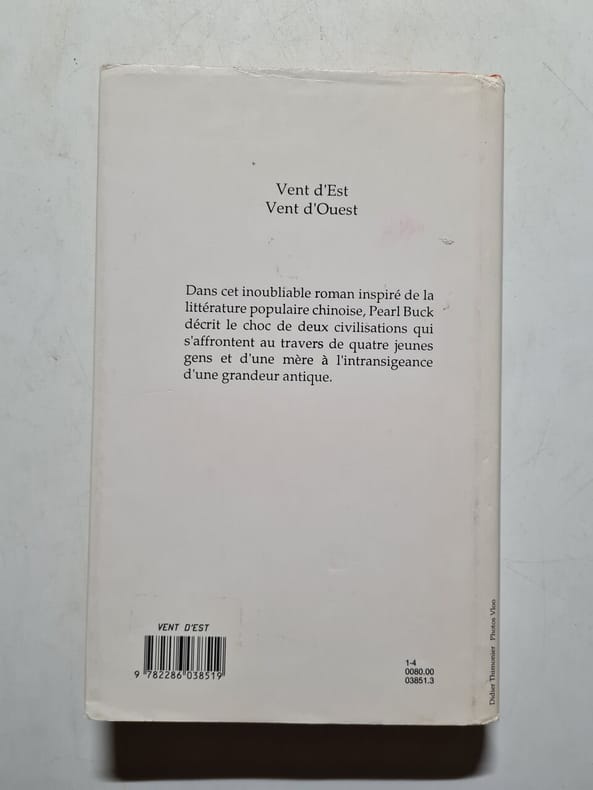 Vent d'Est
Vent d'Ouest
Dans cet inoubliable roman inspiré de la
littérature populaire chinoise, Pearl Buck
décrit le choc de deux civilisations qui
s'affrontent au travers de quatre jeunes
gens et d'une mère à l'intransigeance
d'une grandeur antique.
VENT D'EST
9 782286 038519
1-4
0080.00
03851.3
Didier Thimonier Photos Vloo